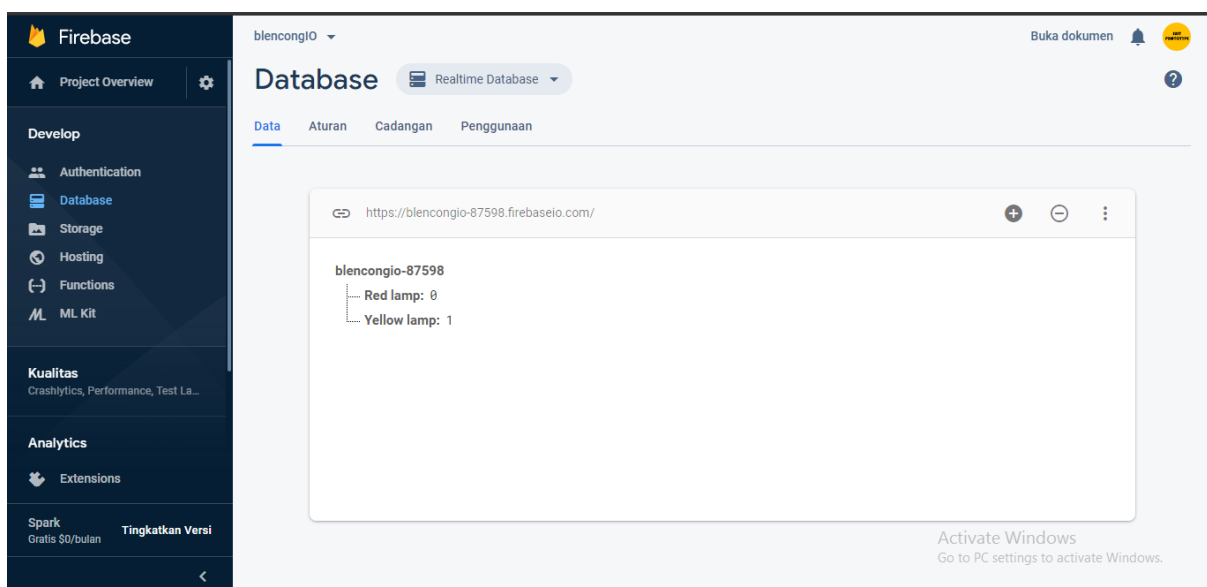 Firebase
Project Overview
Develop
Authentication
Database
Storage
Hosting
Functions
ML Kit
Kualitas
Crashlytics, Performance, Test La...
Analytics
Extensions
Spark
Gratis $0/bulan
Tingkatkan Versi
blencongIO
Buka dokumen
Database
Realtime Database
Data Aturan Cadangan Penggunaan
https://blencongio-87598.firebaseio.com/
blencongio-87598
Red lamp: 0
Yellow lamp: 1
Activate Windows
Go to PC settings to activate Windows.